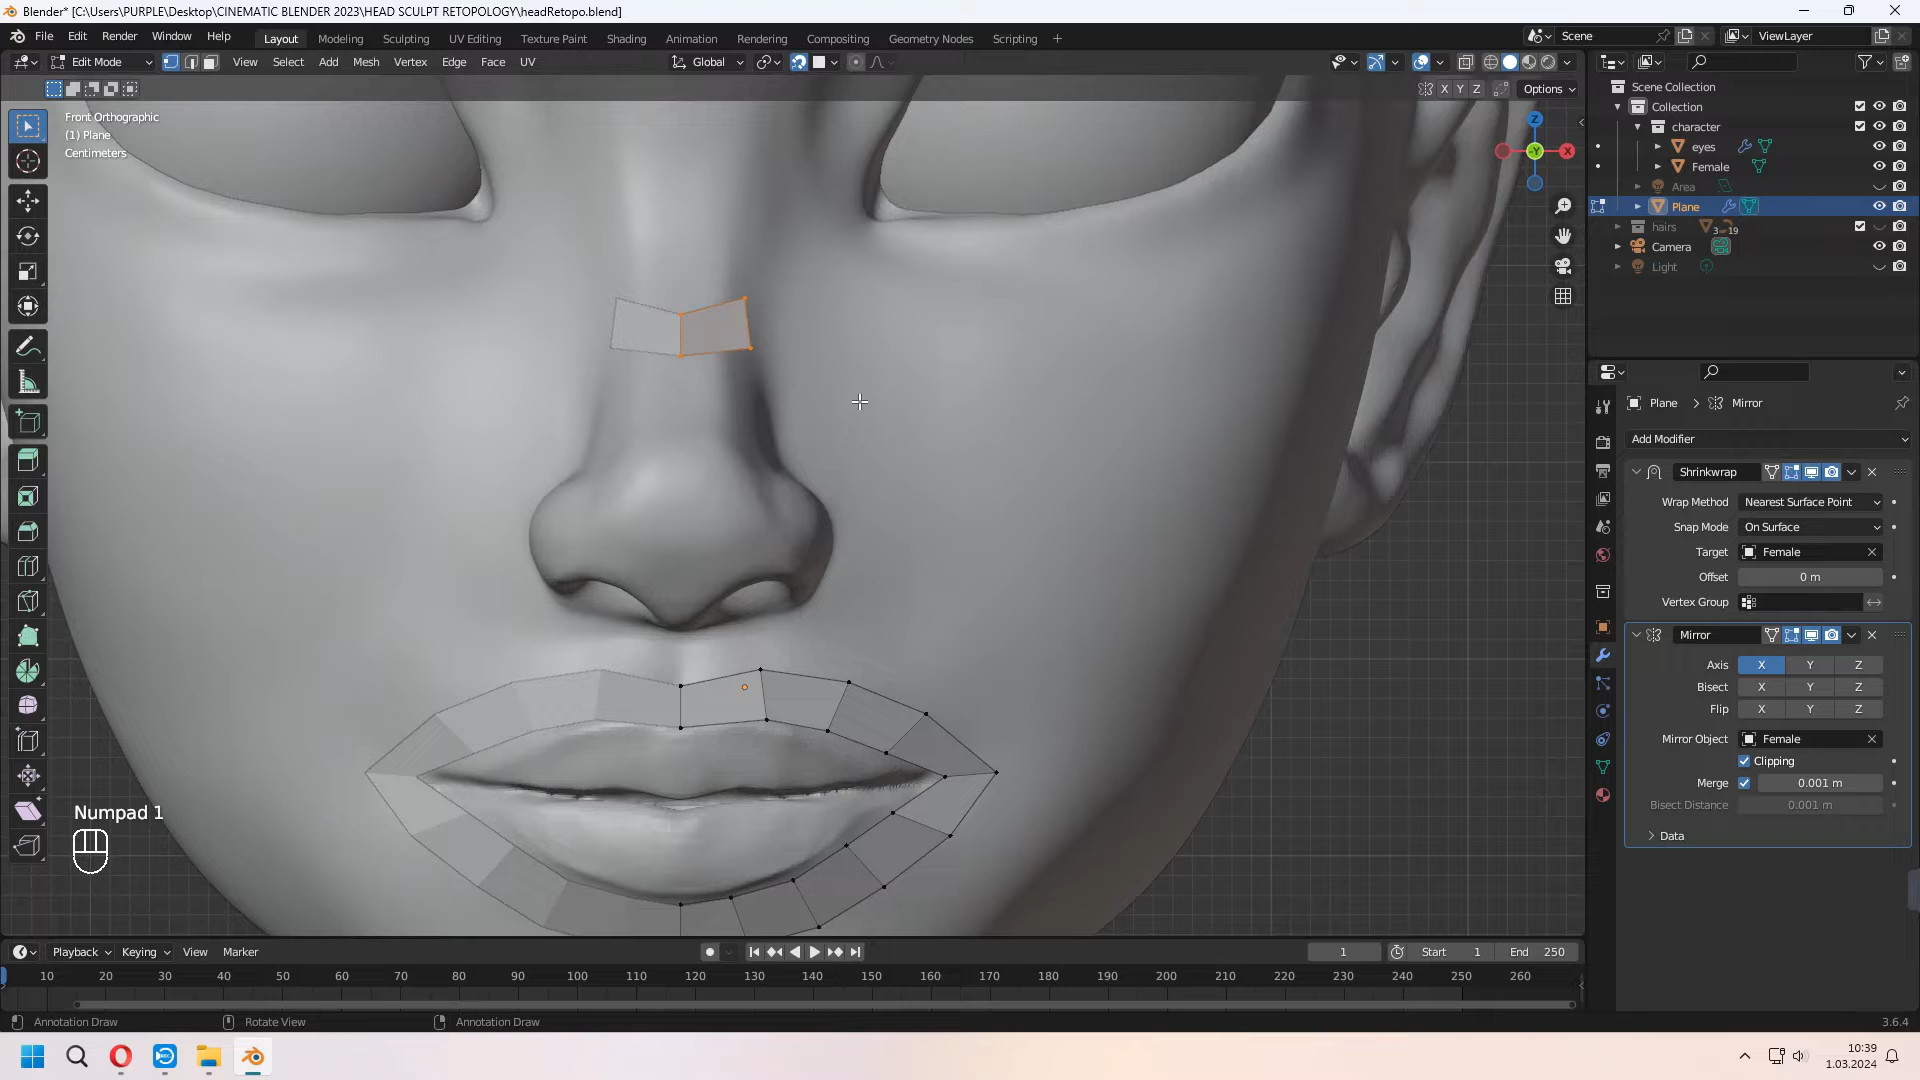 Blender* [C:\Users\PURPLE\Desktop\CINEMATIC BLENDER 2023\HEAD SCULPT RETOPOLOGY\headRetopo.blend]
File Edit Render Window Help Layout Modeling Sculpting UV Editing Texture Paint Shading Animation Rendering Compositing Geometry Nodes Scripting + Scene ViewLayer
Edit Mode View Select Add Mesh Vertex Edge Face UV Global
X Y Z Options
Front Orthographic
(1) Plane
Centimeters
Z
-Y
X
Scene Collection
Collection
character
eyes
Female
Area
Plane
hairs 3 19
Camera
Light
Plane > Mirror
Add Modifier
Shrinkwrap
Wrap Method Nearest Surface Point
Snap Mode On Surface
Target Female
Offset 0 m
Vertex Group
Mirror
Axis X Y Z
Bisect X Y Z
Flip X Y Z
Mirror Object Female
Clipping
Merge 0.001 m
Bisect Distance 0.001 m
Data
Numpad 1
Playback Keying View Marker 1 Start 1 End 250
10 20 30 40 50 60 70 80 90 100 110 120 130 140 150 160 170 180 190 200 210 220 230 240 250 260
Annotation Draw Rotate View Annotation Draw 3.6.4
10:39
1.03.2024